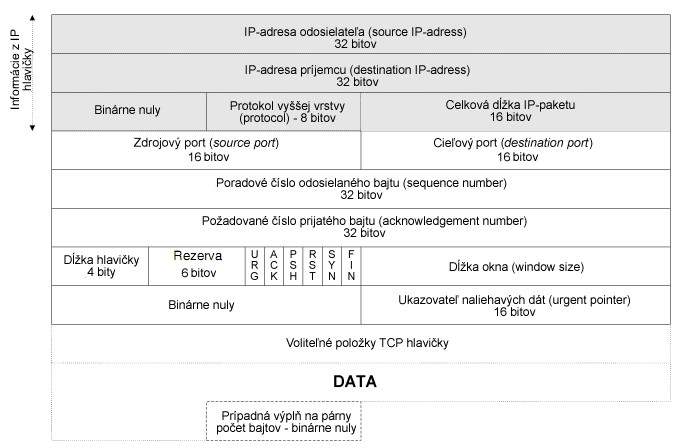 Informácie z IP
hlavičky
IP-adresa odosielateľa (source IP-adress)
32 bitov
IP-adresa príjemcu (destination IP-adress)
32 bitov
Binárne nuly
Protokol vyššej vrstvy
(protocol) - 8 bitov
Celková dĺžka IP-paketu
16 bitov
Zdrojový port (source port)
16 bitov
Cieľový port (destination port)
16 bitov
Poradové číslo odosielaného bajtu (sequence number)
32 bitov
Požadované číslo prijatého bajtu (acknowledgement number)
32 bitov
Dĺžka hlavičky
4 bity
Rezerva
6 bitov
URG
ACK
PSH
RST
SYN
FIN
Dĺžka okna (window size)
Binárne nuly
Ukazovateľ naliehavých dát (urgent pointer)
16 bitov
Voliteľné položky TCP hlavičky
DATA
Prípadná výplň na párny
počet bajtov - binárne nuly